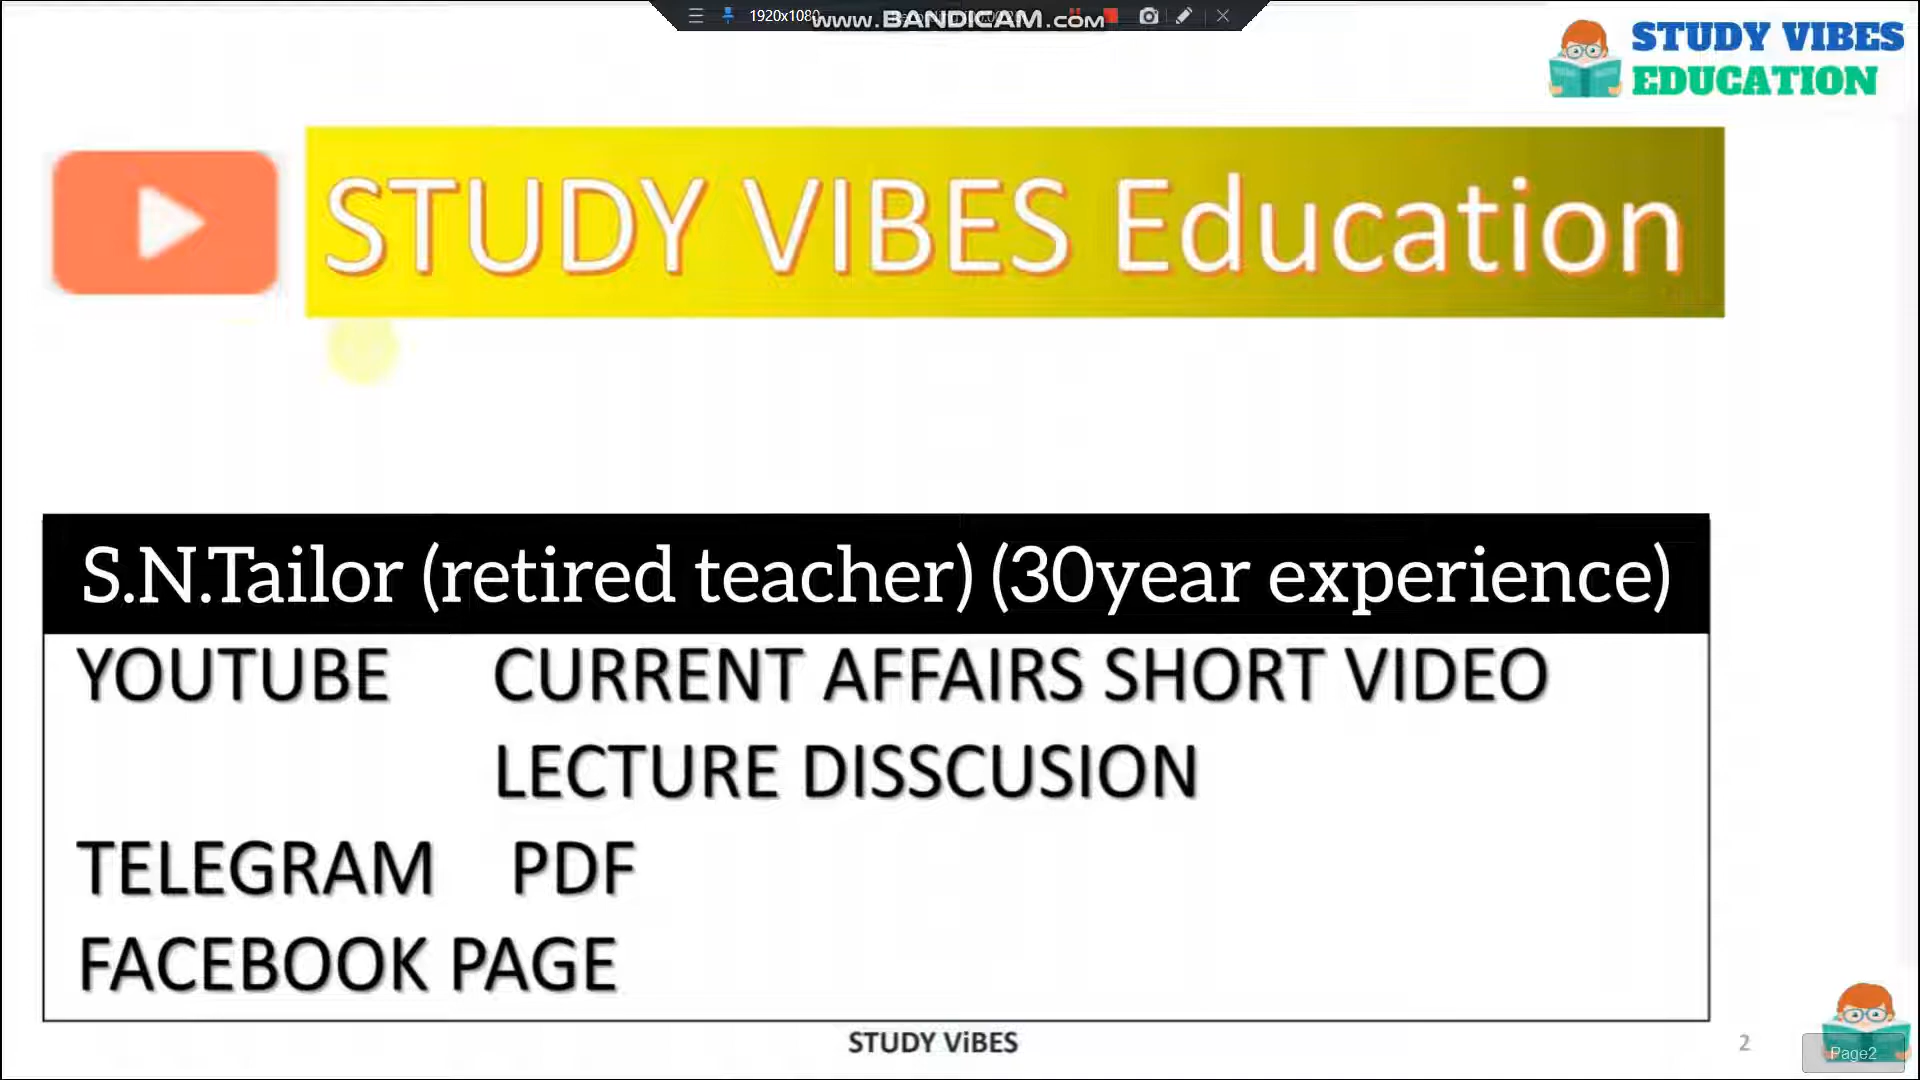 1920x1080
www.BANDICAM.com
STUDY VIBES
EDUCATION
STUDY VIBES Education
S.N.Tailor (retired teacher) (30year experience)
YOUTUBE CURRENT AFFAIRS SHORT VIDEO
LECTURE DISSCUSION
TELEGRAM PDF
FACEBOOK PAGE
STUDY ViBES
2
Page2